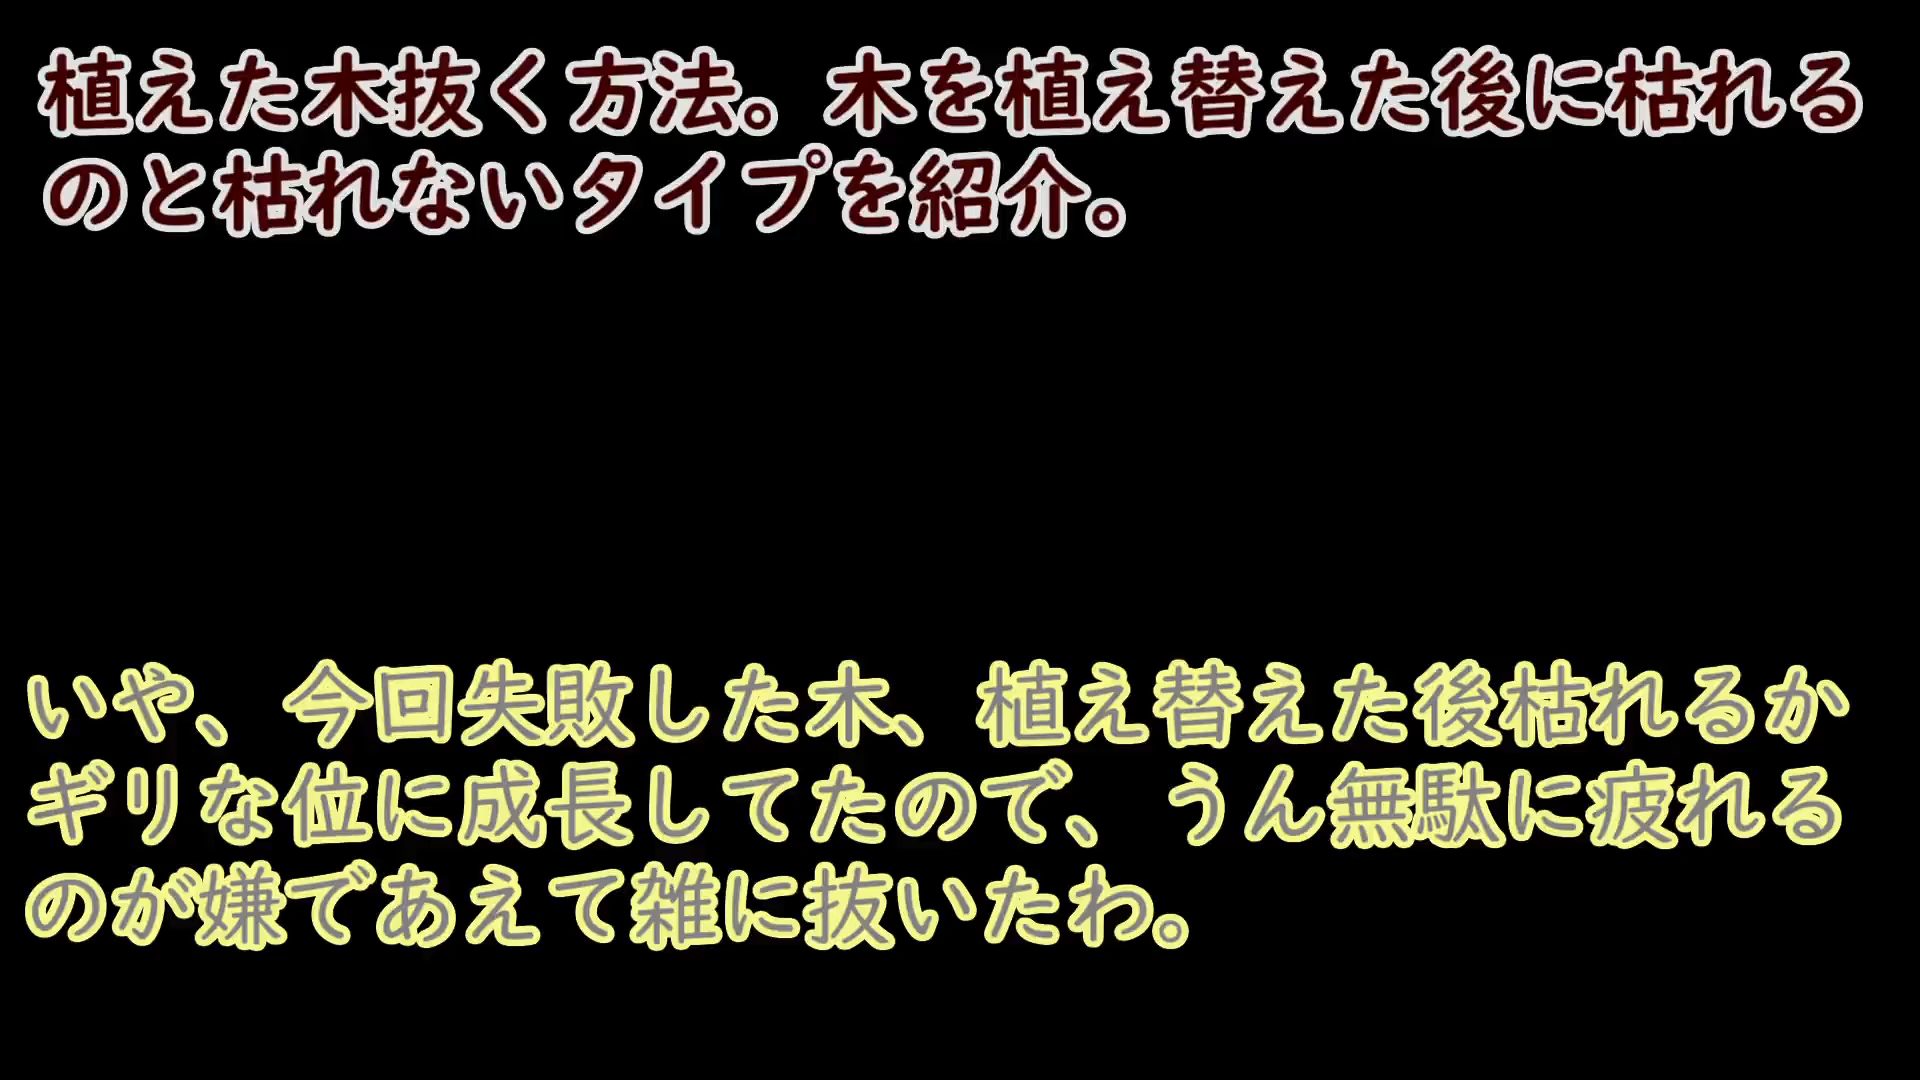 植えた木抜く方法。木を植え替えた後に枯れる
のと枯れないタイプを紹介。
いや、今回失敗した木、植え替えた後枯れるか
ギリな位に成長してたので、うん無駄に疲れる
のが嫌であえて雑に抜いたわ。